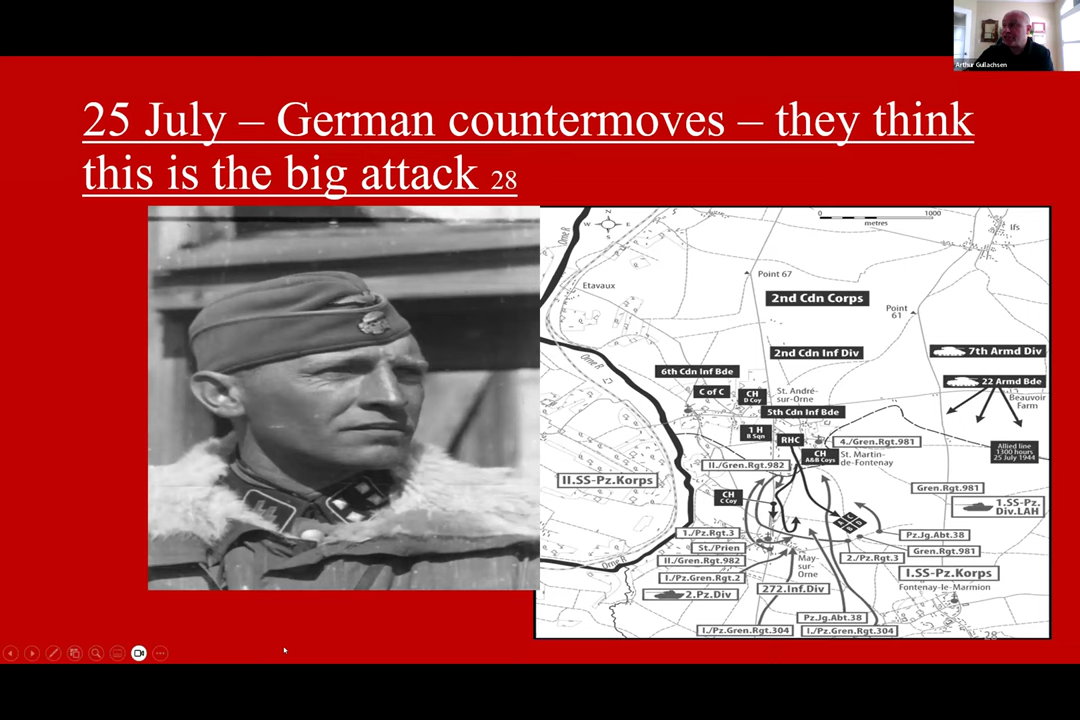 Arthur Gullachsen
25 July – German countermoves – they think
this is the big attack 28
N
W
E
S
0
1000
metres
Ifs
Orne R
Etavaux
Point 67
2nd Cdn Corps
Point
61
Orne R
2nd Cdn Inf Div
7th Armd Div
6th Cdn Inf Bde
22 Armd Bde
C of C
CH
D Coy
St. André-
sur-Orne
Beauvoir
Farm
5th Cdn Inf Bde
1 H
B Sqn
RHC
4./Gren.Rgt.981
CH
A&B Coys
St. Martin-
de-Fontenay
Allied line
1300 hours
25 July 1944
II./Gren.Rgt.982
II.SS-Pz.Korps
Gren.Rgt.981
CH
C Coy
1.SS-Pz.
Div.LAH
A
C
B
D
1./Pz.Rgt.3
Pz.Jg.Abt.38
St./Prien
Gren.Rgt.981
II./Gren.Rgt.982
May-
sur-
Orne
2./Pz.Rgt.3
Orne R
I./Pz.Gren.Rgt.2
I.SS-Pz.Korps
2.Pz.Div
272.Inf.Div
Fontenay-le-Marmion
Pz.Jg.Abt.38
I./Pz.Gren.Rgt.304
I./Pz.Gren.Rgt.304
28